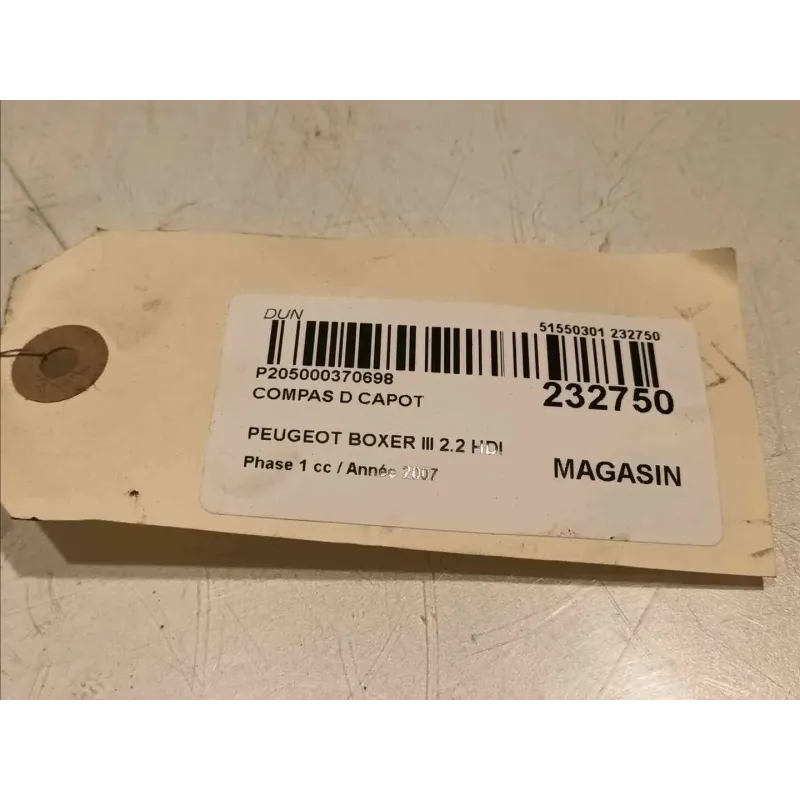 DUN
51550301 232750
P205000370698
232750
COMPAS D CAPOT
PEUGEOT BOXER III 2.2 HDI
Phase 1 cc / Année 2007
MAGASIN